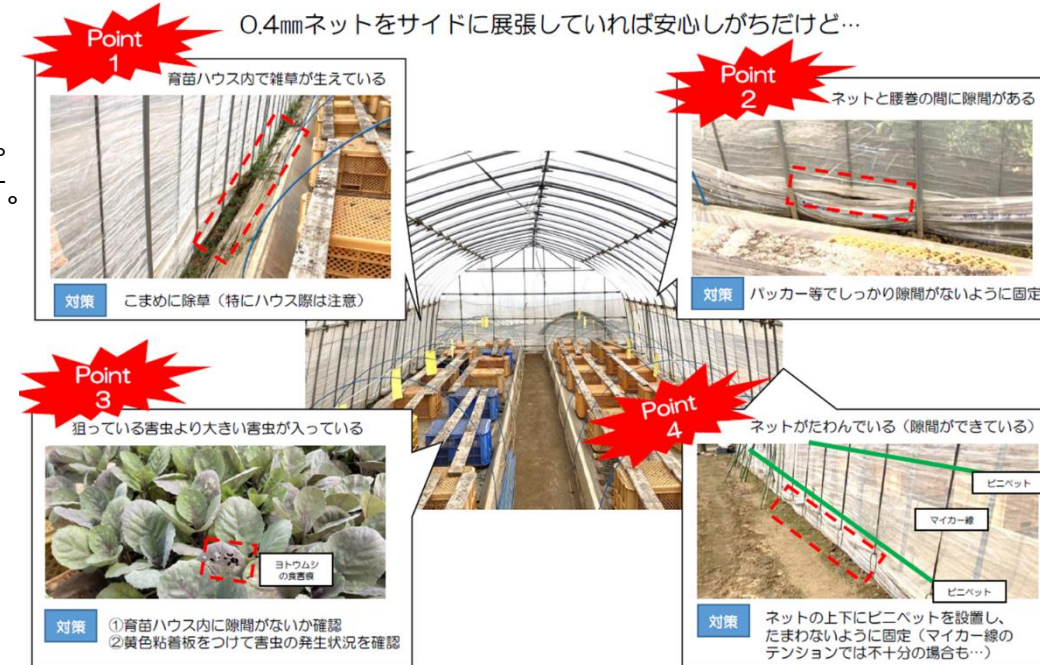 0.4㎜ネットをサイドに展張していれば安心しがちだけど…
Point
1
育苗ハウス内で雑草が生えている
対策
こまめに除草（特にハウス際は注意）
Point
2
ネットと腰巻の間に隙間がある
対策
パッカー等でしっかり隙間がないように固定
Point
3
狙っている害虫より大きい害虫が入っている
ヨトウムシ
の食害痕
対策
①育苗ハウス内に隙間がないか確認
②黄色粘着板をつけて害虫の発生状況を確認
Point
4
ネットがたわんでいる（隙間ができている）
ビニペット
マイカー線
ビニペット
対策
ネットの上下にビニペットを設置し、
たまわないように固定（マイカー線の
テンションでは不十分の場合も…）